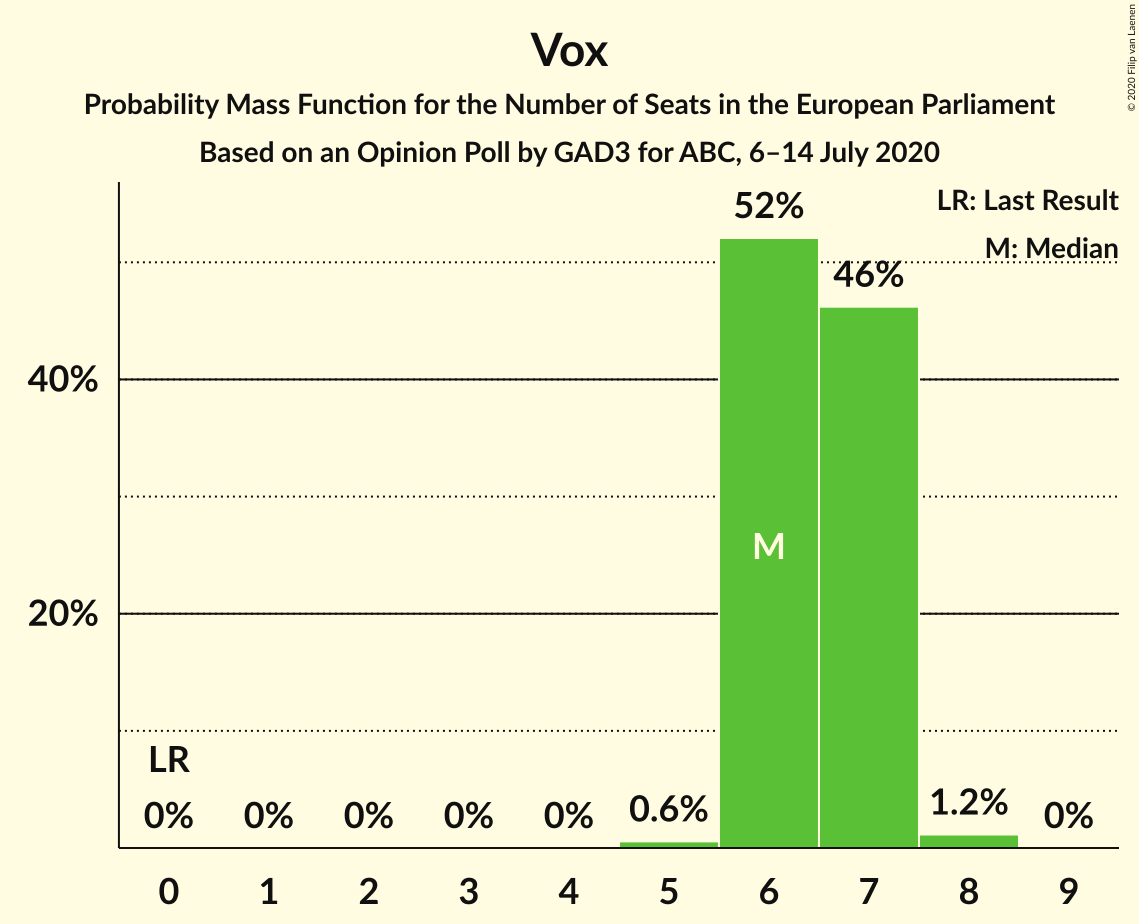 Vox
Probability Mass Function for the Number of Seats in the European Parliament
Based on an Opinion Poll by GAD3 for ABC, 6–14 July 2020
© 2020 Filip van Laenen
LR: Last Result
M: Median
52%
46%
40%
M
20%
LR
0% 0% 0% 0% 0% 0.6% 1.2% 0%
0 1 2 3 4 5 6 7 8 9